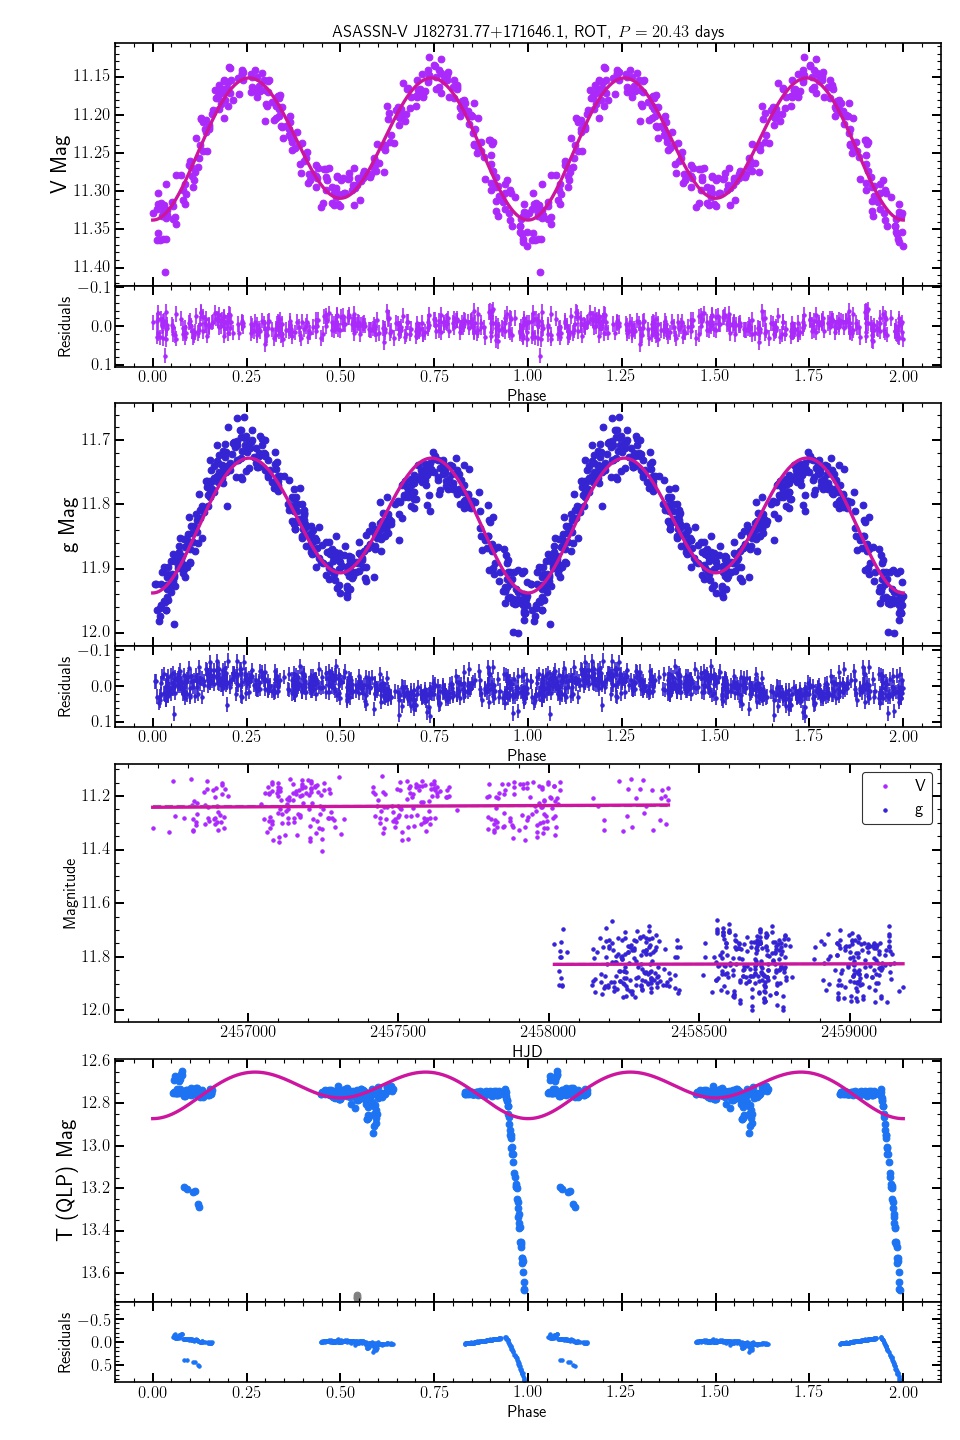 ASASSN-V J182731.77+171646.1, ROT, P = 20.43 days
V Mag
11.15
11.20
11.25
11.30
11.35
11.40
Residuals
−0.1
0.0
0.1
0.00 0.25 0.50 0.75 1.00 1.25 1.50 1.75 2.00
Phase
g Mag
11.7
11.8
11.9
12.0
Residuals
−0.1
0.0
0.1
0.00 0.25 0.50 0.75 1.00 1.25 1.50 1.75 2.00
Phase
Magnitude
11.2
11.4
11.6
11.8
12.0
V
g
2457000 2457500 2458000 2458500 2459000
HJD
T (QLP) Mag
12.6
12.8
13.0
13.2
13.4
13.6
Residuals
−0.5
0.0
0.5
0.00 0.25 0.50 0.75 1.00 1.25 1.50 1.75 2.00
Phase